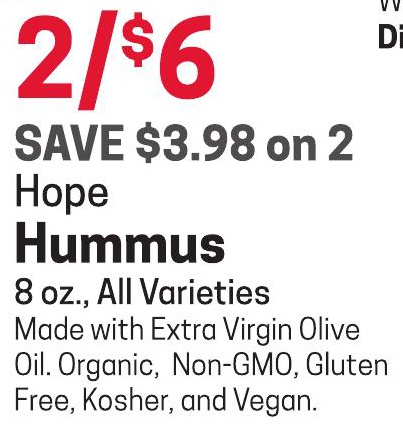 2/$6
SAVE $3.98 on 2
Hope
Hummus
8 oz., All Varieties
Made with Extra Virgin Olive
Oil. Organic, Non-GMO, Gluten
Free, Kosher, and Vegan.